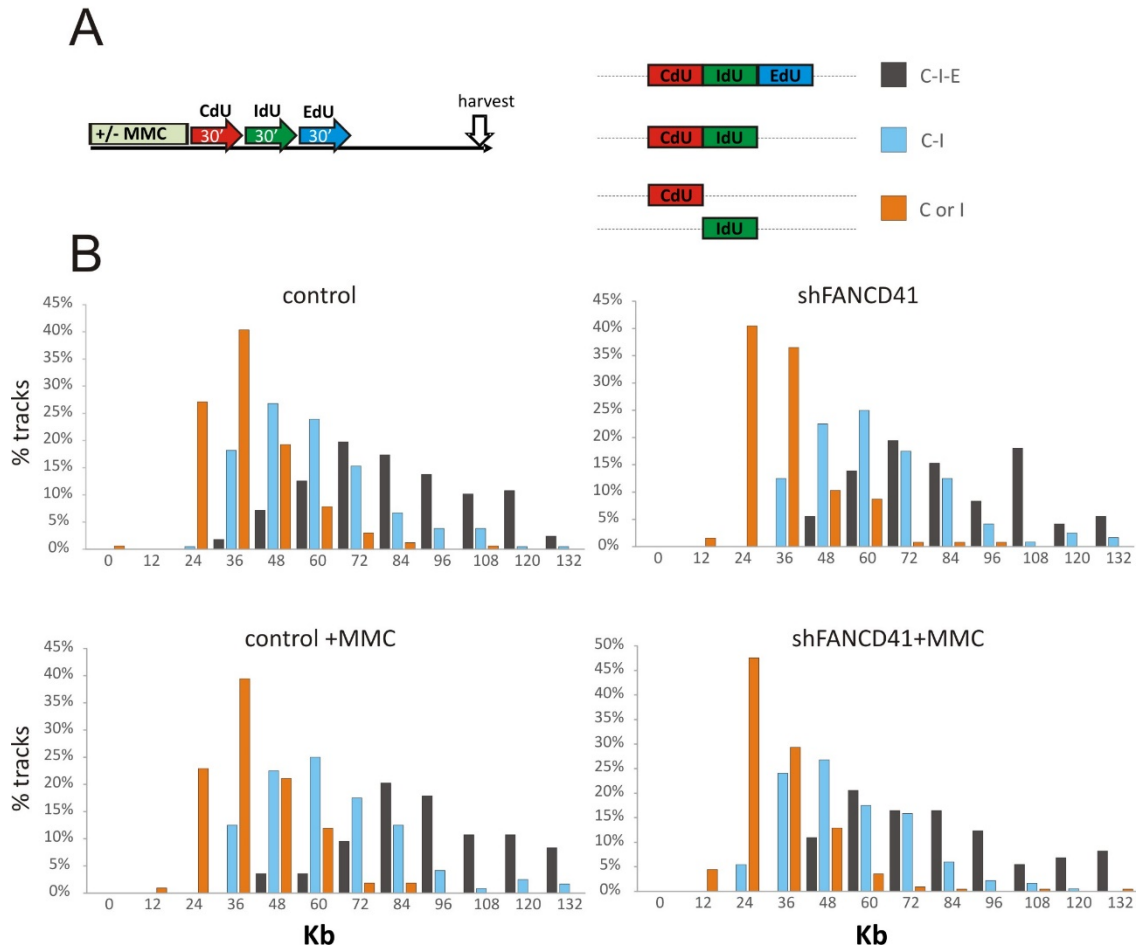 A
CdU IdU EdU
+/- MMC 30' 30' 30'
harvest
CdU IdU EdU
C-I-E
CdU IdU
C-I
CdU
IdU
C or I
B
control
45%
40%
35%
30%
25%
20%
15%
10%
5%
0%
% tracks
0 12 24 36 48 60 72 84 96 108 120 132
shFANCD41
45%
40%
35%
30%
25%
20%
15%
10%
5%
0%
0 12 24 36 48 60 72 84 96 108 120 132
control +MMC
45%
40%
35%
30%
25%
20%
15%
10%
5%
0%
% tracks
0 12 24 36 48 60 72 84 96 108 120 132
Kb
shFANCD41+MMC
50%
45%
40%
35%
30%
25%
20%
15%
10%
5%
0%
0 12 24 36 48 60 72 84 96 108 120 132
Kb